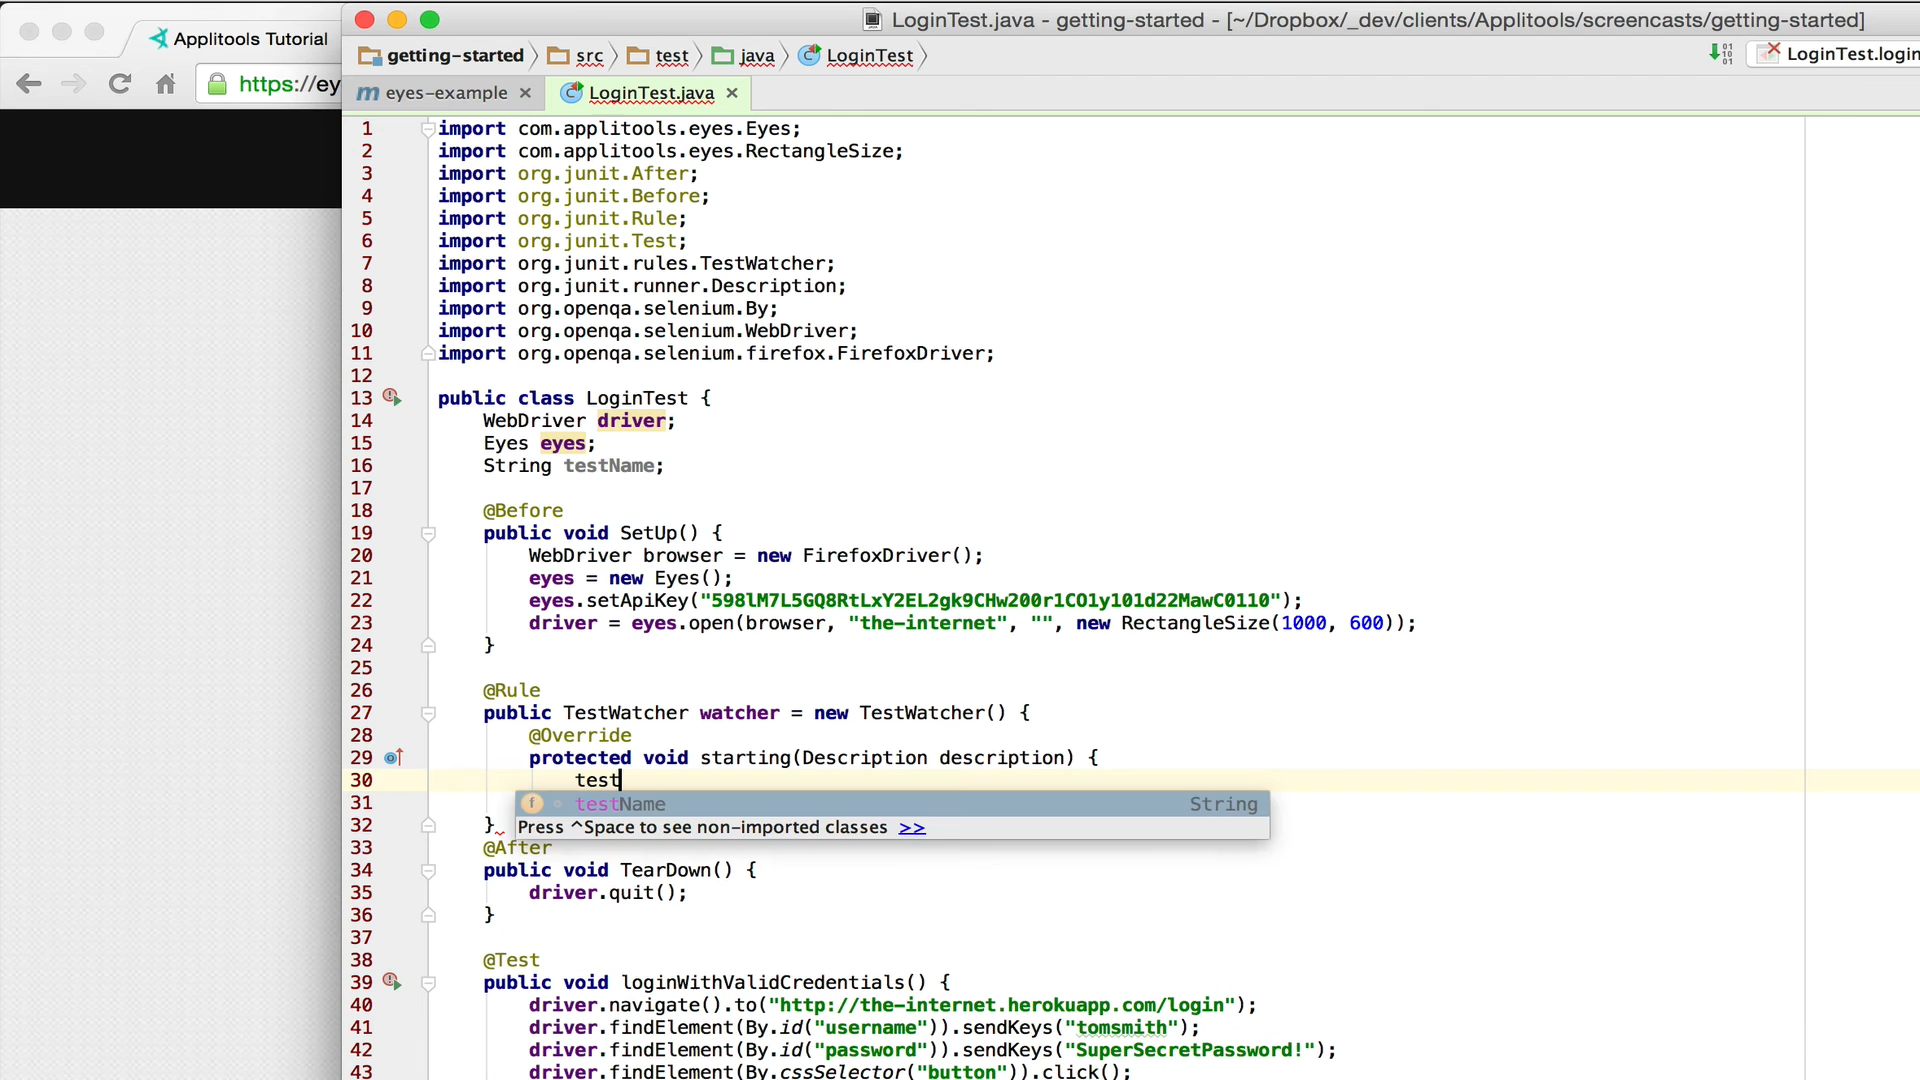 Applitools Tutorial
https://ey
LoginTest.java - getting-started - [~/Dropbox/_dev/clients/Applitools/screencasts/getting-started]
getting-started src test java LoginTest
LoginTest.login
eyes-example LoginTest.java
1 import com.applitools.eyes.Eyes;
2 import com.applitools.eyes.RectangleSize;
3 import org.junit.After;
4 import org.junit.Before;
5 import org.junit.Rule;
6 import org.junit.Test;
7 import org.junit.rules.TestWatcher;
8 import org.junit.runner.Description;
9 import org.openqa.selenium.By;
10 import org.openqa.selenium.WebDriver;
11 import org.openqa.selenium.firefox.FirefoxDriver;
12
13 public class LoginTest {
14 WebDriver driver;
15 Eyes eyes;
16 String testName;
17
18 @Before
19 public void SetUp() {
20 WebDriver browser = new FirefoxDriver();
21 eyes = new Eyes();
22 eyes.setApiKey("598lM7L5GQ8RtLxY2EL2gk9CHw200r1CO1y101d22MawC0110");
23 driver = eyes.open(browser, "the-internet", "", new RectangleSize(1000, 600));
24 }
25
26 @Rule
27 public TestWatcher watcher = new TestWatcher() {
28 @Override
29 protected void starting(Description description) {
30 test
31 testName String
32 } Press ^Space to see non-imported classes >>
33 @After
34 public void TearDown() {
35 driver.quit();
36 }
37
38 @Test
39 public void loginWithValidCredentials() {
40 driver.navigate().to("http://the-internet.herokuapp.com/login");
41 driver.findElement(By.id("username")).sendKeys("tomsmith");
42 driver.findElement(By.id("password")).sendKeys("SuperSecretPassword!");
43 driver.findElement(By.cssSelector("button")).click();